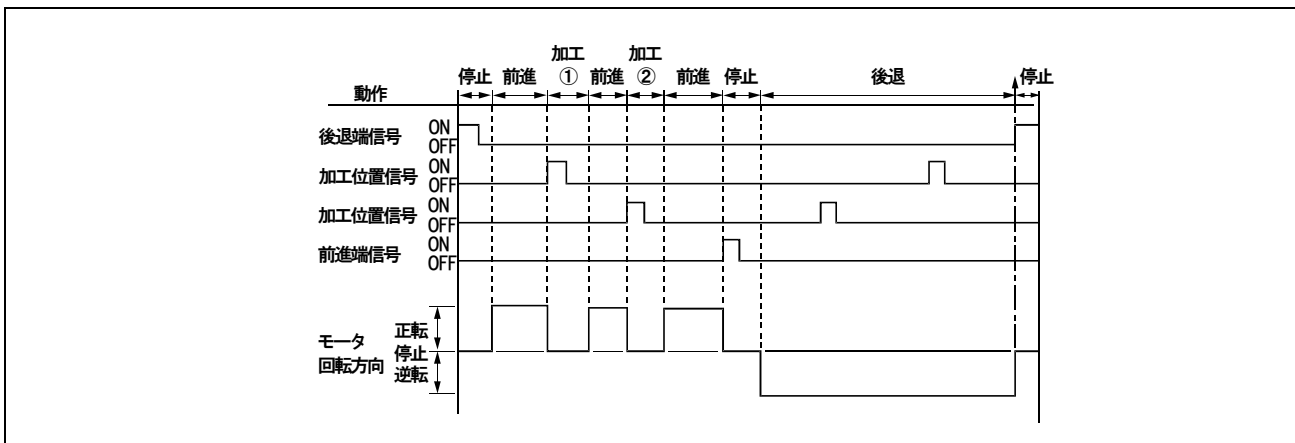 加工 加工
停止 前進 ① 前進 ② 前進 停止 後退 停止
動作
後退端信号 ON
OFF
加工位置信号 ON
OFF
加工位置信号 ON
OFF
前進端信号 ON
OFF
正転
モータ 停止
回転方向 逆転